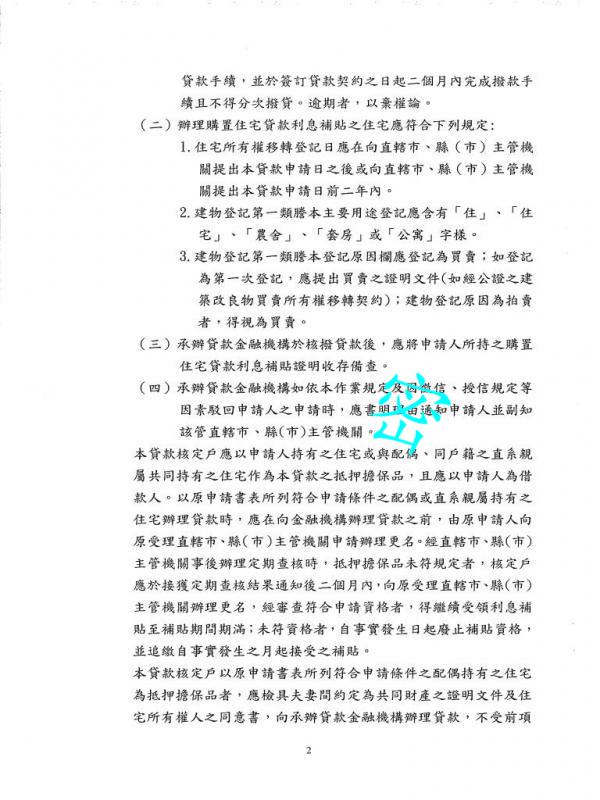 貸款手續，並於簽訂貸款契約之日起二個月內完成撥款手
續且不得分次撥貸。逾期者，以棄權論。
（二）辦理購置住宅貸款利息補貼之住宅應符合下列規定:
1.住宅所有權移轉登記日應在向直轄市、縣（市）主管機
關提出本貸款申請日之後或向直轄市、縣（市）主管機
關提出本貸款申請日前二年內。
2.建物登記第一類謄本主要用途登記應含有「住」、「住
宅」、「農舍」、「套房」或「公寓」字樣。
3.建物登記第一類謄本登記原因欄應登記為買賣；如登記
為第一次登記，應提出買賣之證明文件(如經公證之建
築改良物買賣所有權移轉契約)；建物登記原因為拍賣
者，得視為買賣。
（三）承辦貸款金融機構於核撥貸款後，應將申請人所持之購置
住宅貸款利息補貼證明收存備查。
（四）承辦貸款金融機構如依本作業規定及因徵信、授信規定等
因素駁回申請人之申請時，應書明理由通知申請人並副知
該管直轄市、縣(市)主管機關。
密
本貸款核定戶應以申請人持有之住宅或與配偶、同戶籍之直系親
屬共同持有之住宅作為本貸款之抵押擔保品，且應以申請人為借
款人。以原申請書表所列符合申請條件之配偶或直系親屬持有之
住宅辦理貸款時，應在向金融機構辦理貸款之前，由原申請人向
原受理直轄市、縣(市)主管機關申請辦理更名。經直轄市、縣(市)
主管機關事後辦理定期查核時，抵押擔保品未符規定者，核定戶
應於接獲定期查核結果通知後二個月內，向原受理直轄市、縣(市)
主管機關辦理更名，經審查符合申請資格者，得繼續受領利息補
貼至補貼期間期滿；未符資格者，自事實發生日起廢止補貼資格，
並追繳自事實發生之月起接受之補貼。
本貸款核定戶以原申請書表所列符合申請條件之配偶持有之住宅
為抵押擔保品者，應檢具夫妻間約定為共同財產之證明文件及住
宅所有權人之同意書，向承辦貸款金融機構辦理貸款，不受前項
2